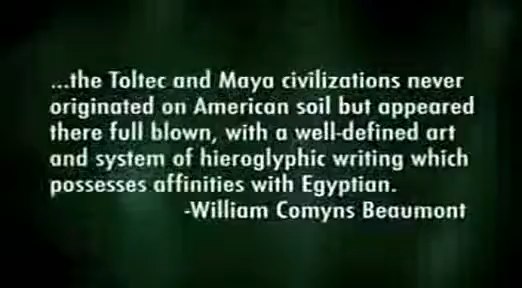 ...the Toltec and Maya civilizations never
originated on American soil but appeared
there full blown, with a well-defined art
and system of hieroglyphic writing which
possesses affinities with Egyptian.
-William Comyns Beaumont